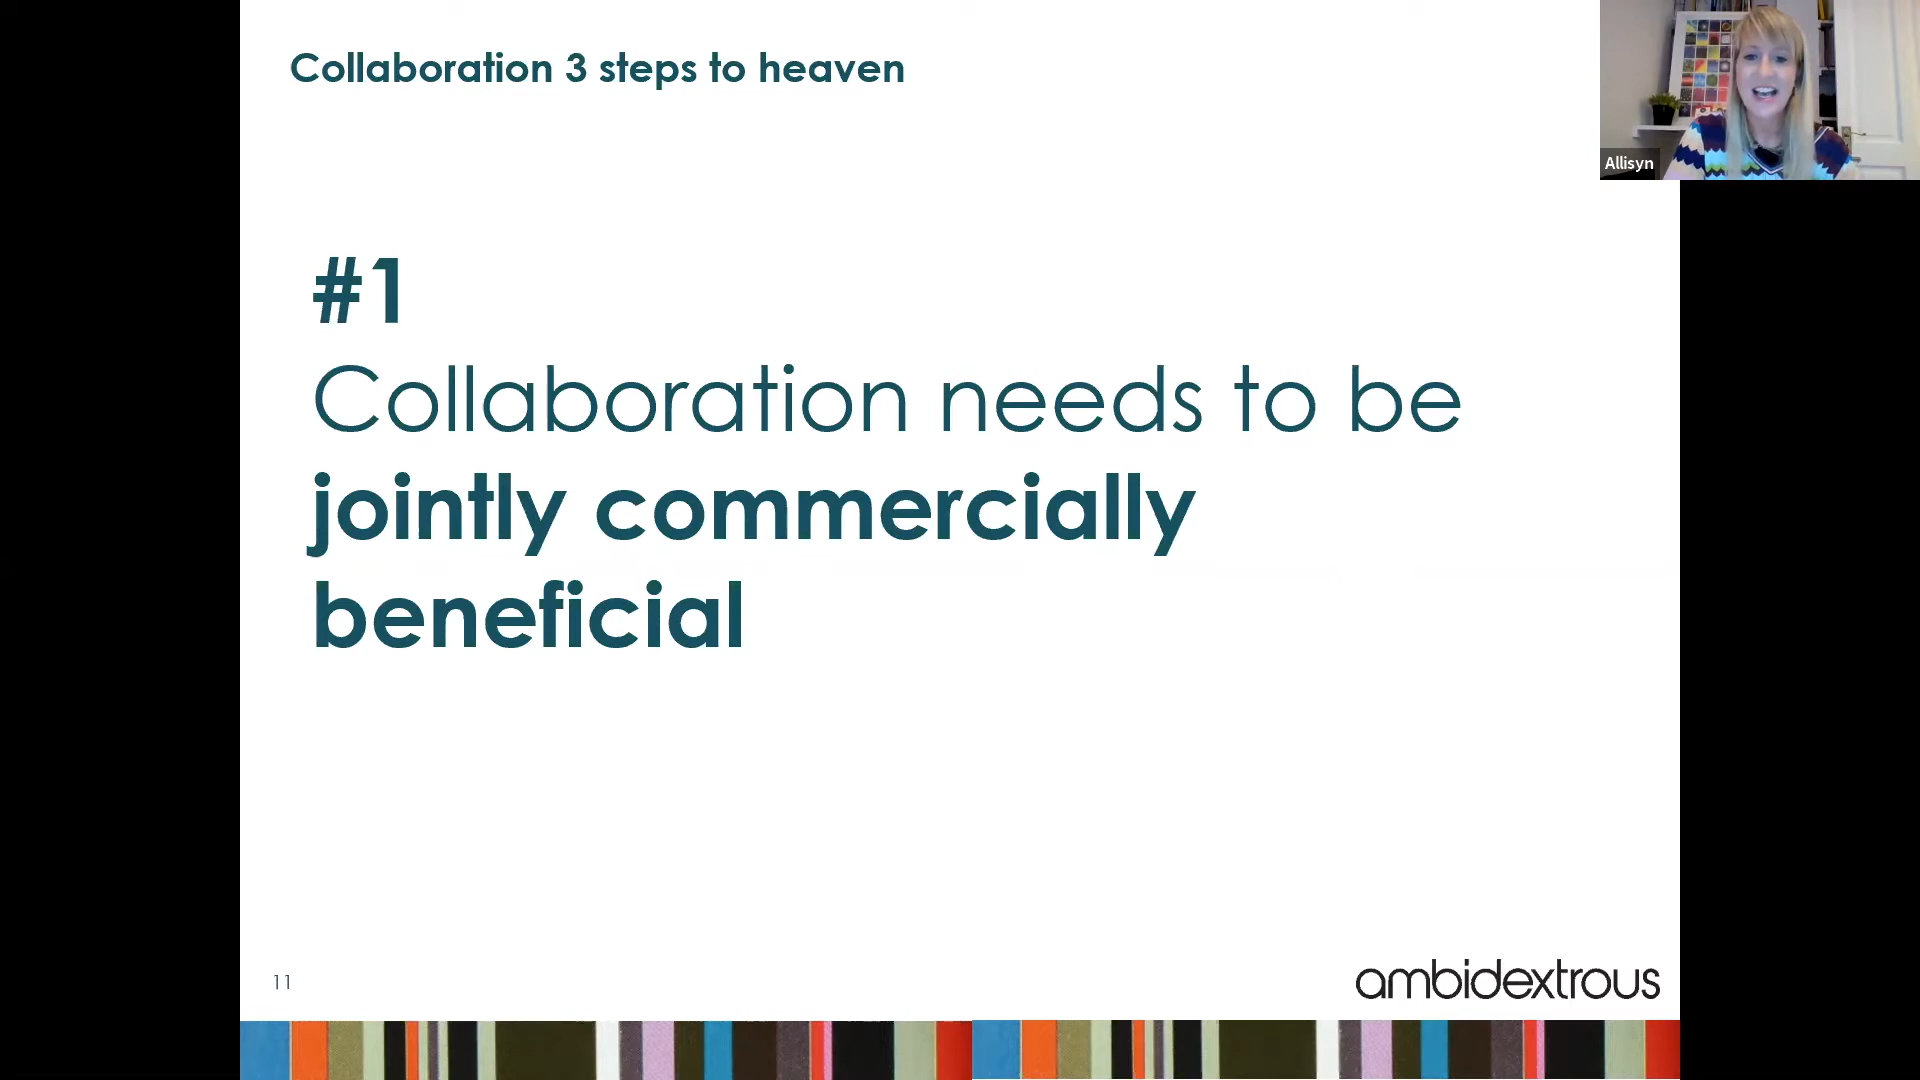 Collaboration 3 steps to heaven
Allisyn
#1
Collaboration needs to be
jointly commercially
beneficial
11
ambidextrous